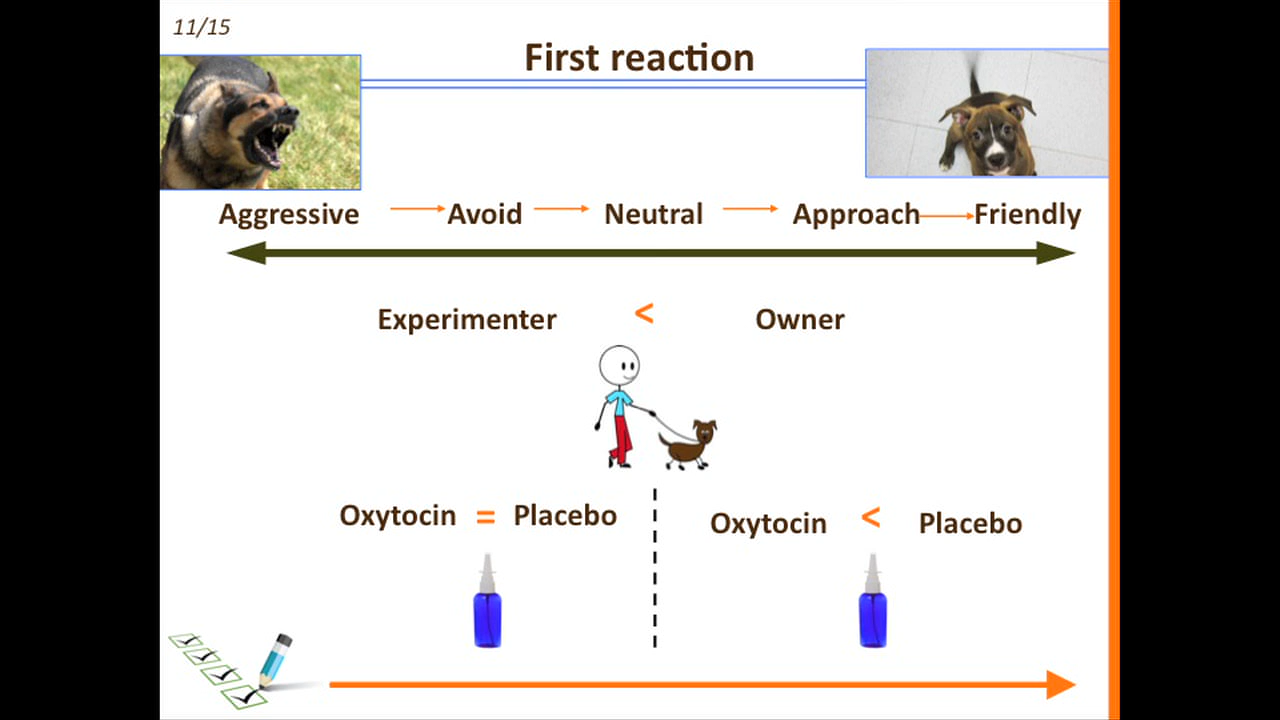 11/15
First reaction
Aggressive → Avoid → Neutral → Approach → Friendly
Experimenter < Owner
Oxytocin = Placebo
Oxytocin < Placebo